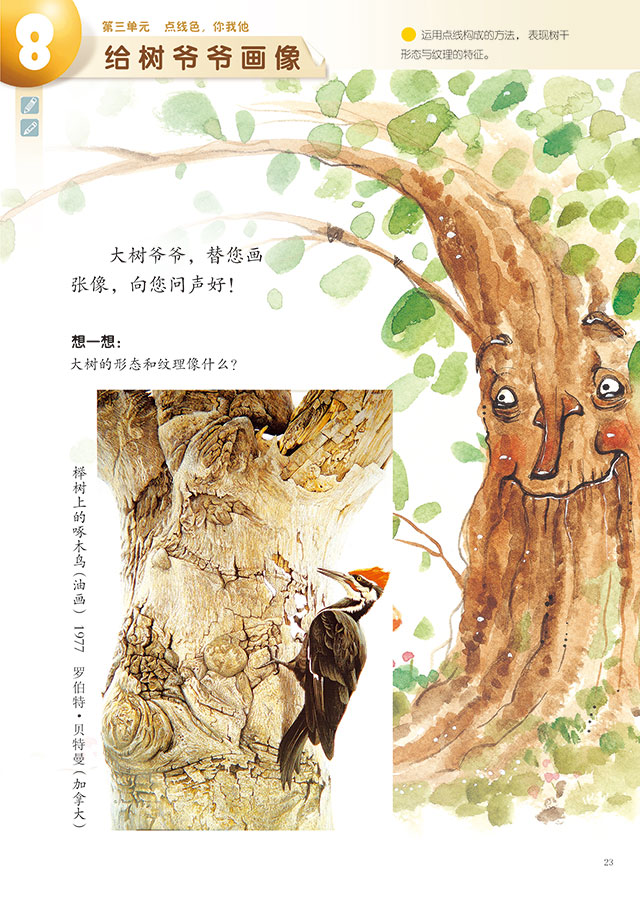 8
第三单元 点线色，你我他
给树爷爷画像
运用点线构成的方法，表现树干
形态与纹理的特征。
大树爷爷，替您画
张像，向您问声好！
想一想：
大树的形态和纹理像什么？
榉树上的啄木鸟（油画） 1977 罗伯特·贝特曼（加拿大）
23